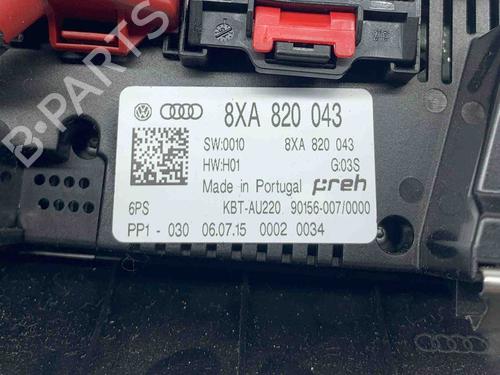 B-PARTS
8XA 820 043
SW:0010 8XA 820 043
HW:H01 G:03S
Made in Portugal preh
6PS KBT-AU220 90156-007/0000
PP1 - 030 06.07.15 0002 0034